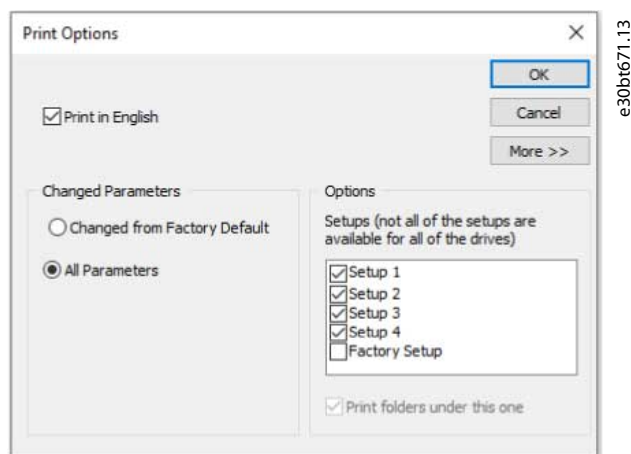 Print Options
OK
Print in English
Cancel
More >>
Changed Parameters
Changed from Factory Default
All Parameters
Options
Setups (not all of the setups are
available for all of the drives)
Setup 1
Setup 2
Setup 3
Setup 4
Factory Setup
Print folders under this one
e30bt671.13